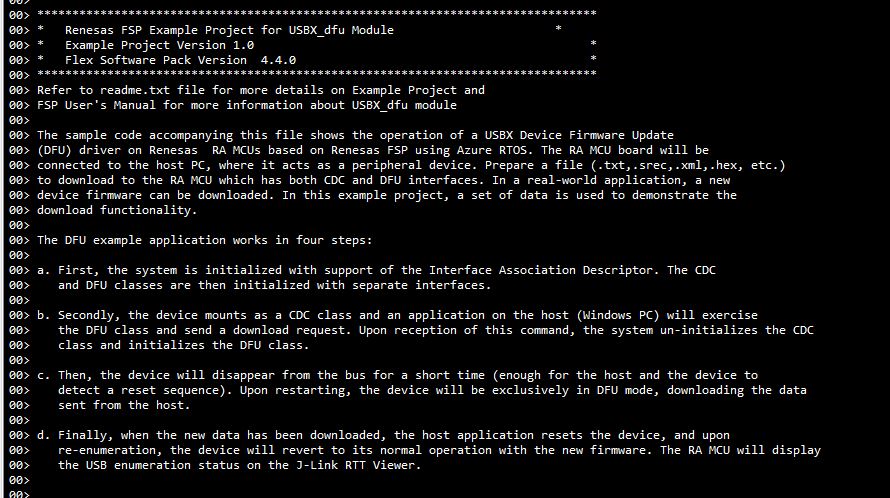 00>
00> ********************************************************************************
00> *   Renesas FSP Example Project for USBX_dfu Module                       *
00> *   Example Project Version 1.0                                                *
00> *   Flex Software Pack Version  4.4.0                                          *
00> ********************************************************************************
00> Refer to readme.txt file for more details on Example Project and
00> FSP User's Manual for more information about USBX_dfu module
00>
00> The sample code accompanying this file shows the operation of a USBX Device Firmware Update
00> (DFU) driver on Renesas  RA MCUs based on Renesas FSP using Azure RTOS. The RA MCU board will be
00> connected to the host PC, where it acts as a peripheral device. Prepare a file (.txt,.srec,.xml,.hex, etc.)
00> to download to the RA MCU which has both CDC and DFU interfaces. In a real-world application, a new
00> device firmware can be downloaded. In this example project, a set of data is used to demonstrate the
00> download functionality.
00>
00> The DFU example application works in four steps:
00>
00> a. First, the system is initialized with support of the Interface Association Descriptor. The CDC
00>    and DFU classes are then initialized with separate interfaces.
00>
00> b. Secondly, the device mounts as a CDC class and an application on the host (Windows PC) will exercise
00>    the DFU class and send a download request. Upon reception of this command, the system un-initializes the CDC
00>    class and initializes the DFU class.
00>
00> c. Then, the device will disappear from the bus for a short time (enough for the host and the device to
00>    detect a reset sequence). Upon restarting, the device will be exclusively in DFU mode, downloading the data
00>    sent from the host.
00>
00> d. Finally, when the new data has been downloaded, the host application resets the device, and upon
00>    re-enumeration, the device will revert to its normal operation with the new firmware. The RA MCU will display
00>    the USB enumeration status on the J-Link RTT Viewer.
00>
00>